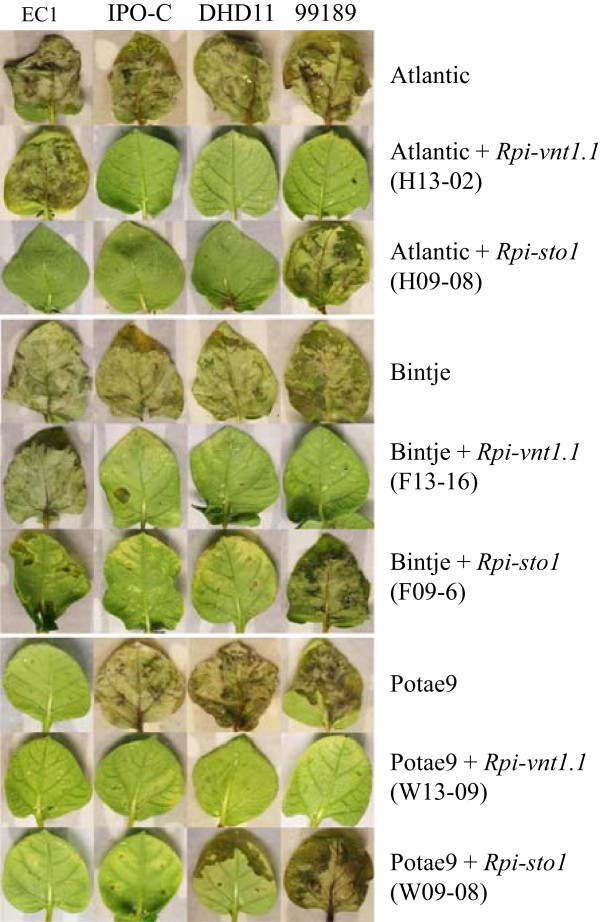 EC1 IPO-C DHD11 99189
Atlantic
Atlantic + Rpi-vnt1.1
(H13-02)
Atlantic + Rpi-sto1
(H09-08)
Bintje
Bintje + Rpi-vnt1.1
(F13-16)
Bintje + Rpi-sto1
(F09-6)
Potae9
Potae9 + Rpi-vnt1.1
(W13-09)
Potae9 + Rpi-sto1
(W09-08)